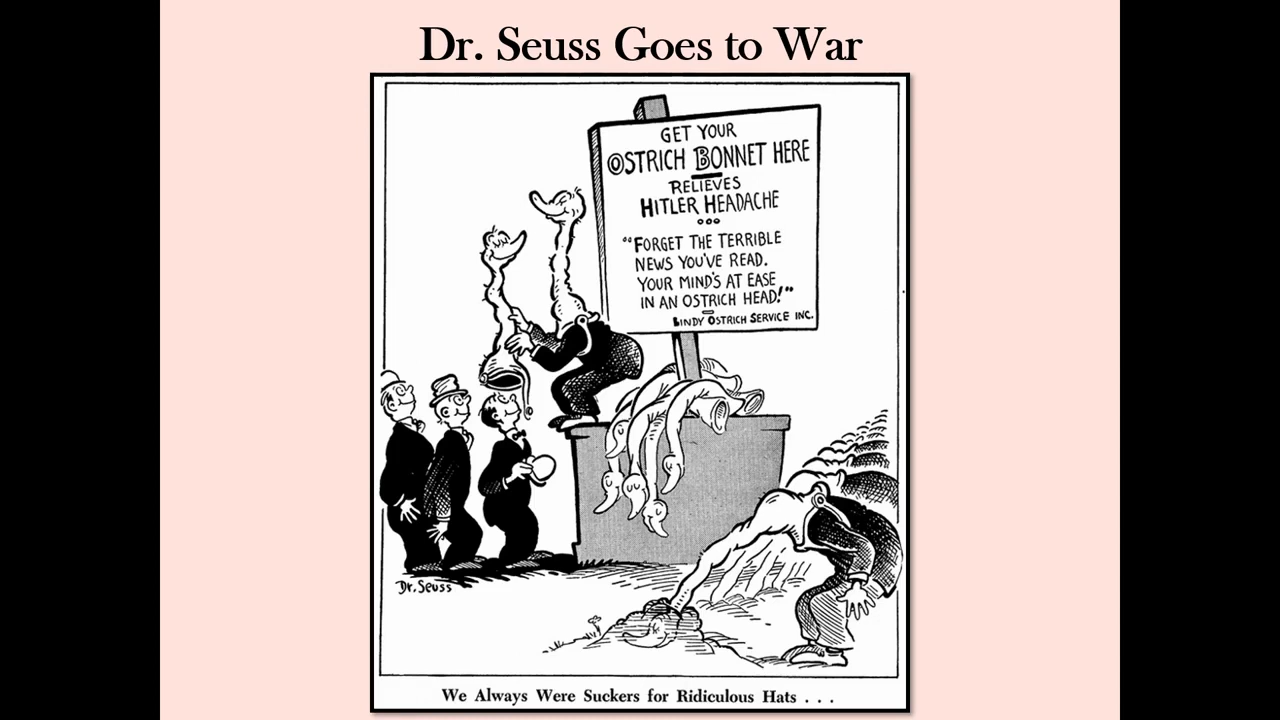 Dr. Seuss Goes to War
GET YOUR
OSTRICH BONNET HERE
RELIEVES
HITLER HEADACHE
"FORGET THE TERRIBLE
NEWS YOU'VE READ.
YOUR MIND'S AT EASE
IN AN OSTRICH HEAD!"
LINDY OSTRICH SERVICE INC.
Dr. Seuss
We Always Were Suckers for Ridiculous Hats . . .